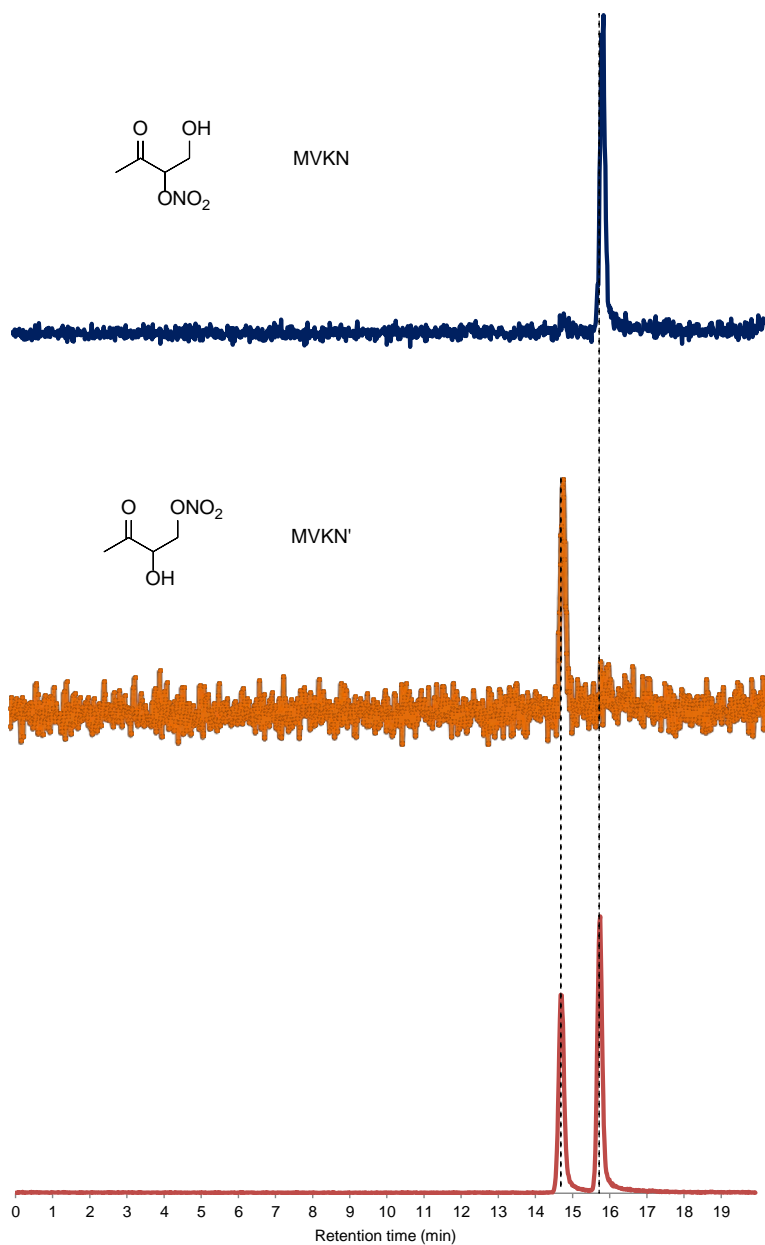 O OH
MVKN
ONO2
O ONO2
MVKN'
OH
0 1 2 3 4 5 6 7 8 9 10 11 12 13 14 15 16 17 18 19
Retention time (min)